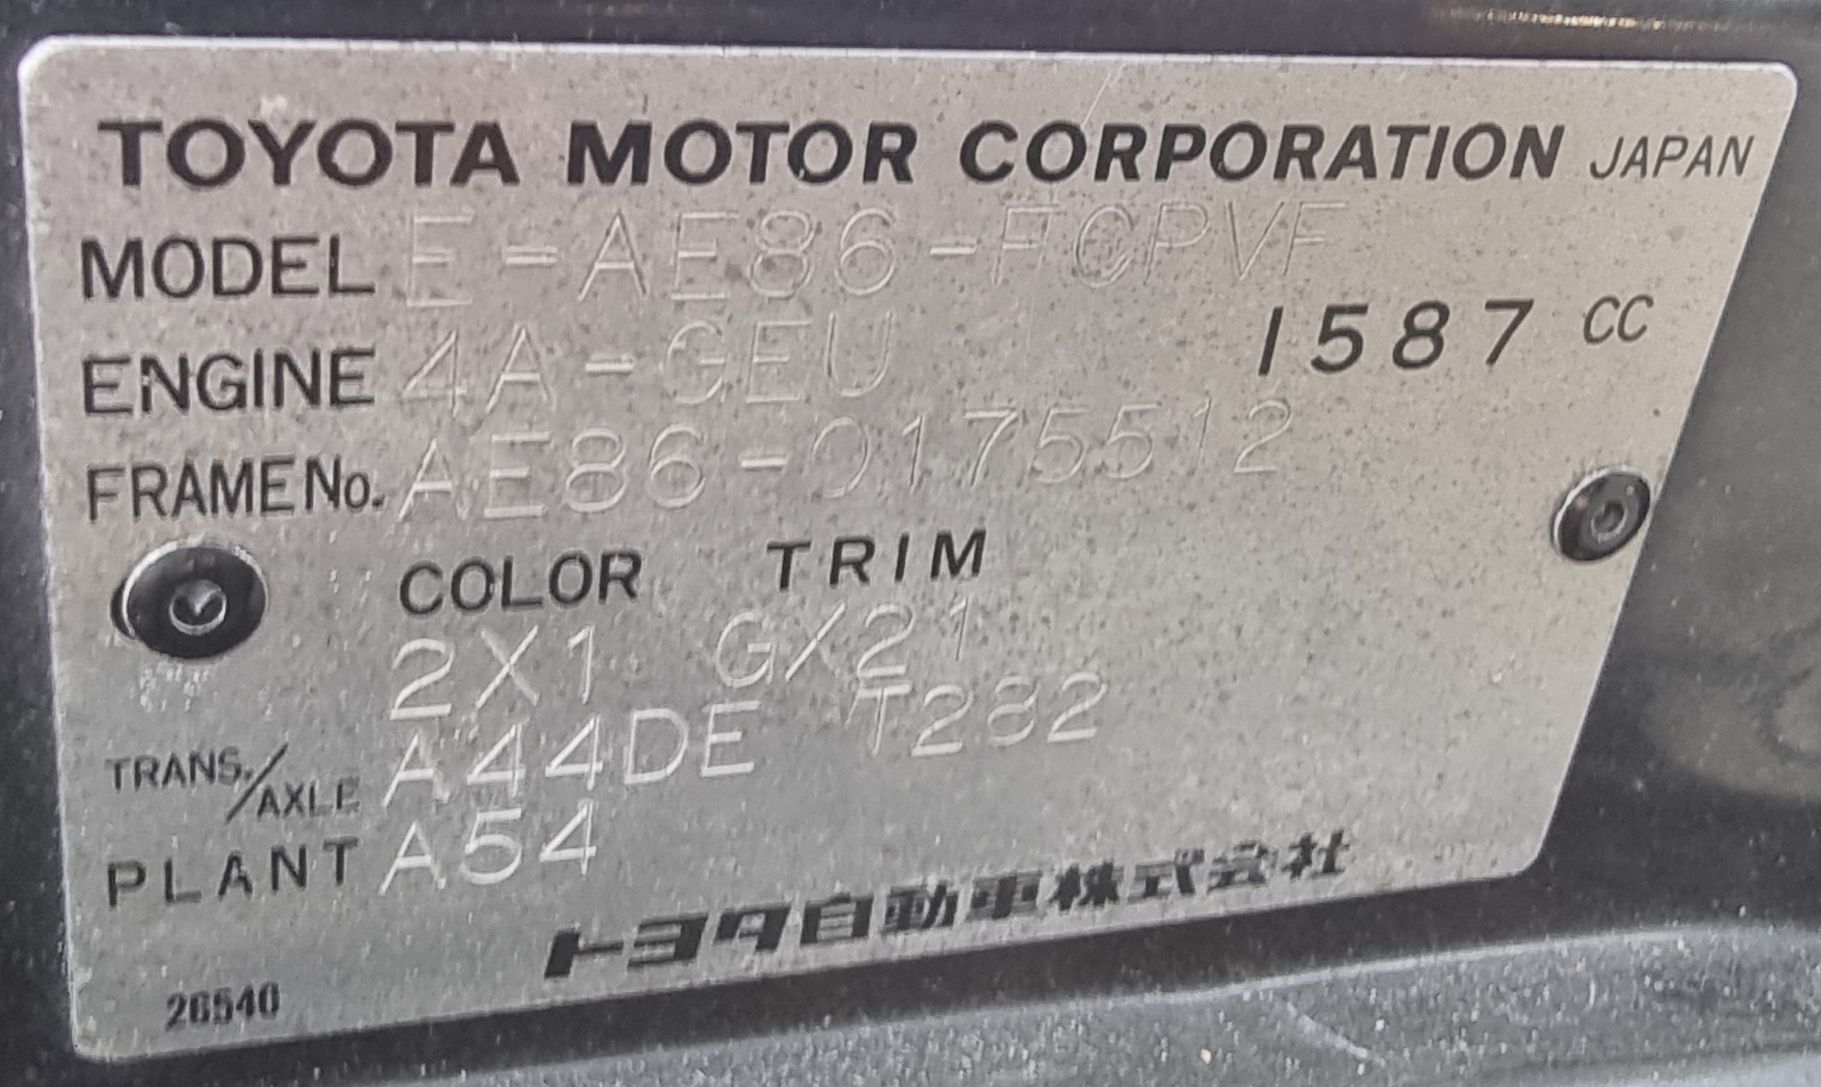 TOYOTA MOTOR CORPORATION JAPAN
MODEL E-AE86-FCPVF
ENGINE 4A-GEU 1587 CC
FRAME No. AE86-0175512
COLOR TRIM
2X1 GX21
TRANS./AXLE A44DE T282
PLANT A54
トヨタ自動車株式会社
26540